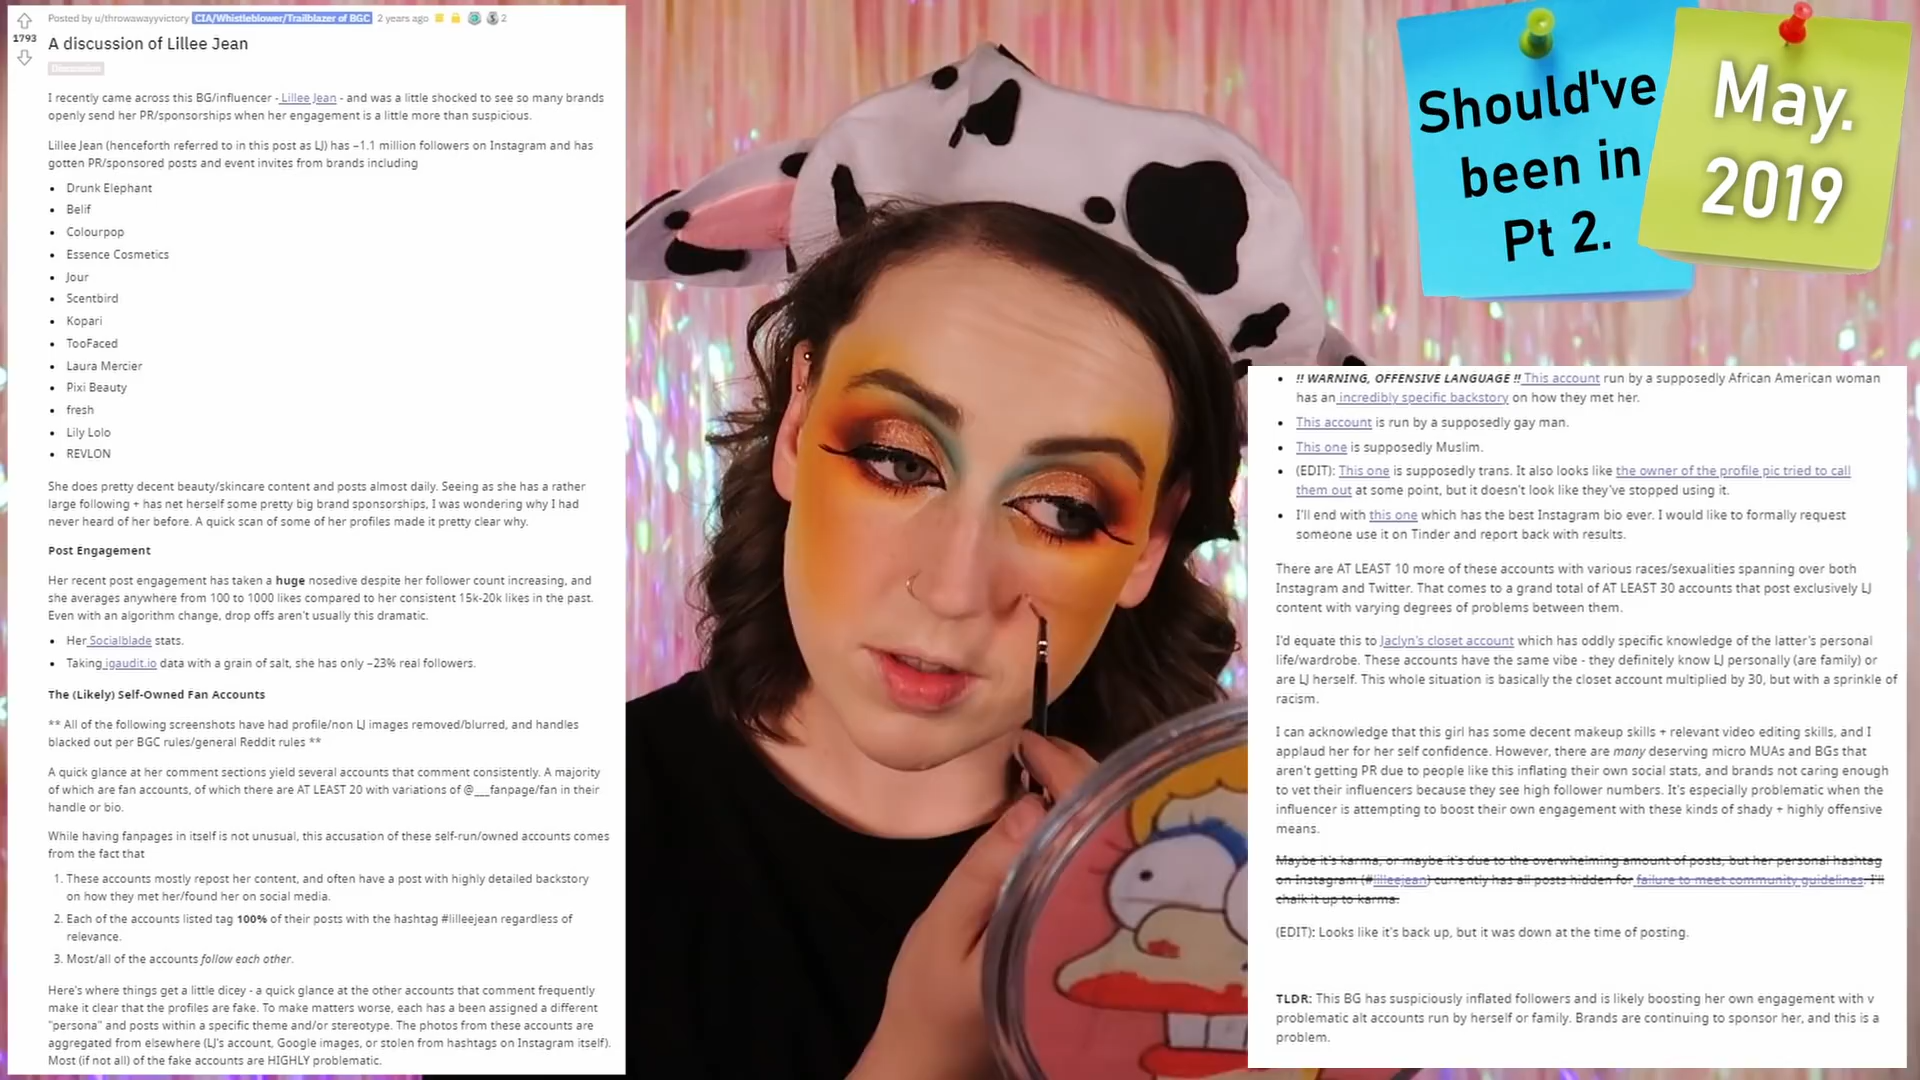 Posted by u/throwawayyvictory CIA/Whistleblower/Trailblazer of BGC 2 years ago 2
1793
A discussion of Lillee Jean
Discussion
I recently came across this BG/influencer - Lillee Jean - and was a little shocked to see so many brands
openly send her PR/sponsorships when her engagement is a little more than suspicious.
Lillee Jean (henceforth referred to in this post as LJ) has ~1.1 million followers on Instagram and has
gotten PR/sponsored posts and event invites from brands including
• Drunk Elephant
• Belif
• Colourpop
• Essence Cosmetics
• Jour
• Scentbird
• Kopari
• TooFaced
• Laura Mercier
• Pixi Beauty
• fresh
• Lily Lolo
• REVLON
She does pretty decent beauty/skincare content and posts almost daily. Seeing as she has a rather
large following + has net herself some pretty big brand sponsorships, I was wondering why I had
never heard of her before. A quick scan of some of her profiles made it pretty clear why.
Post Engagement
Her recent post engagement has taken a huge nosedive despite her follower count increasing, and
she averages anywhere from 100 to 1000 likes compared to her consistent 15k-20k likes in the past.
Even with an algorithm change, drop offs aren't usually this dramatic.
• Her Socialblade stats.
• Taking igaudit.io data with a grain of salt, she has only ~23% real followers.
The (Likely) Self-Owned Fan Accounts
** All of the following screenshots have had profile/non LJ images removed/blurred, and handles
blacked out per BGC rules/general Reddit rules **
A quick glance at her comment sections yield several accounts that comment consistently. A majority
of which are fan accounts, of which there are AT LEAST 20 with variations of @___fanpage/fan in their
handle or bio.
While having fanpages in itself is not unusual, this accusation of these self-run/owned accounts comes
from the fact that
1. These accounts mostly repost her content, and often have a post with highly detailed backstory
on how they met her/found her on social media.
2. Each of the accounts listed tag 100% of their posts with the hashtag #lilleejean regardless of
relevance.
3. Most/all of the accounts follow each other.
Here's where things get a little dicey - a quick glance at the other accounts that comment frequently
make it clear that the profiles are fake. To make matters worse, each has a been assigned a different
"persona" and posts within a specific theme and/or stereotype. The photos from these accounts are
aggregated from elsewhere (LJ's account, Google images, or stolen from hashtags on Instagram itself).
Most (if not all) of the fake accounts are HIGHLY problematic.
Should've
been in
Pt 2.
May.
2019
• !! WARNING, OFFENSIVE LANGUAGE !! This account run by a supposedly African American woman
has an incredibly specific backstory on how they met her.
• This account is run by a supposedly gay man.
• This one is supposedly Muslim.
• (EDIT): This one is supposedly trans. It also looks like the owner of the profile pic tried to call
them out at some point, but it doesn't look like they've stopped using it.
• I'll end with this one which has the best Instagram bio ever. I would like to formally request
someone use it on Tinder and report back with results.
There are AT LEAST 10 more of these accounts with various races/sexualities spanning over both
Instagram and Twitter. That comes to a grand total of AT LEAST 30 accounts that post exclusively LJ
content with varying degrees of problems between them.
I'd equate this to Jaclyn's closet account which has oddly specific knowledge of the latter's personal
life/wardrobe. These accounts have the same vibe - they definitely know LJ personally (are family) or
are LJ herself. This whole situation is basically the closet account multiplied by 30, but with a sprinkle of
racism.
I can acknowledge that this girl has some decent makeup skills + relevant video editing skills, and I
applaud her for her self confidence. However, there are many deserving micro MUAs and BGs that
aren't getting PR due to people like this inflating their own social stats, and brands not caring enough
to vet their influencers because they see high follower numbers. It's especially problematic when the
influencer is attempting to boost their own engagement with these kinds of shady + highly offensive
means.
Maybe it's karma, or maybe it's due to the overwhelming amount of posts, but her personal hashtag
on Instagram (#lilleejean) currently has all posts hidden for failure to meet community guidelines. I'll
chalk it up to karma.
(EDIT): Looks like it's back up, but it was down at the time of posting.
TLDR: This BG has suspiciously inflated followers and is likely boosting her own engagement with v
problematic alt accounts run by herself or family. Brands are continuing to sponsor her, and this is a
problem.